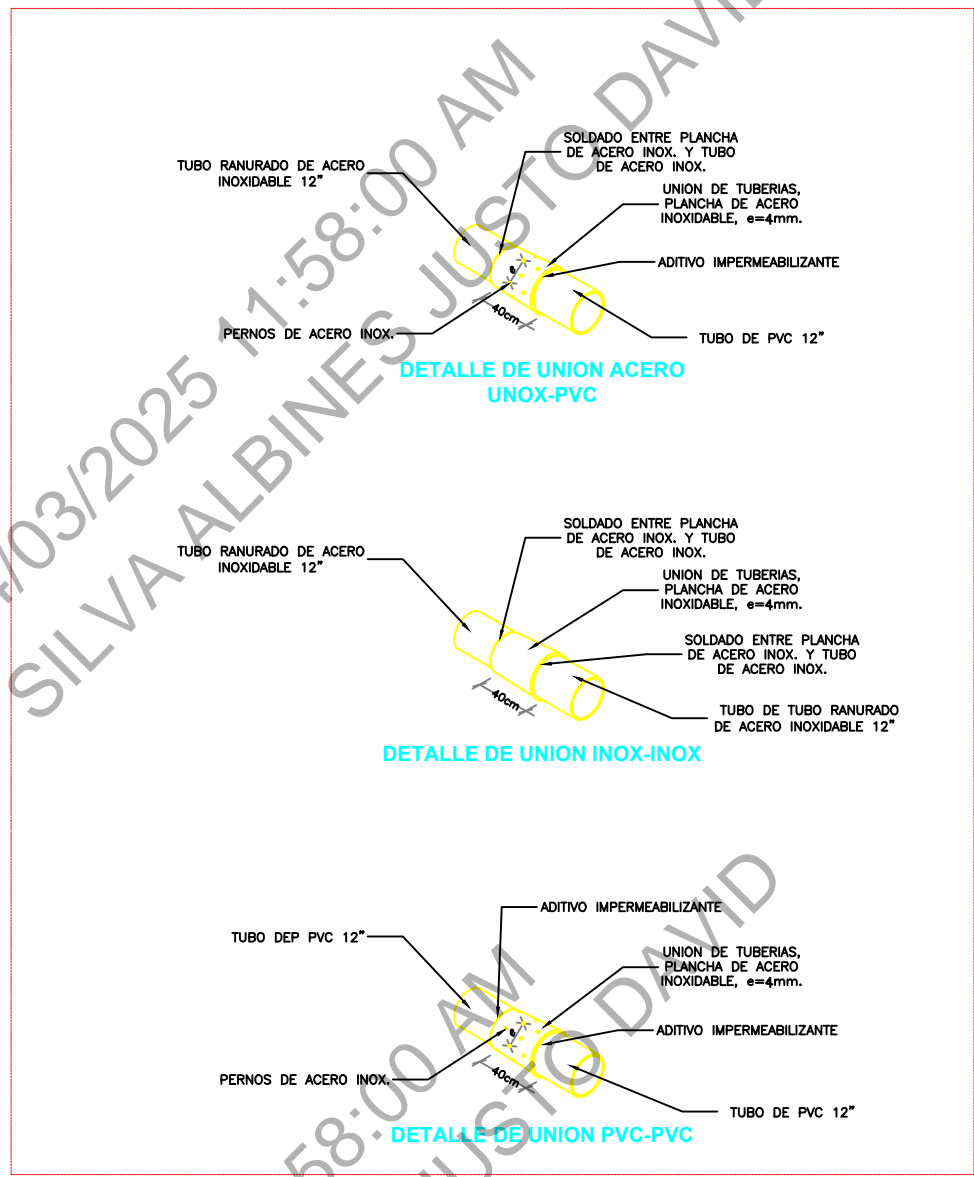 SOLDADO ENTRE PLANCHA
DE ACERO INOX. Y TUBO
DE ACERO INOX.
TUBO RANURADO DE ACERO
INOXIDABLE 12"
UNION DE TUBERIAS,
PLANCHA DE ACERO
INOXIDABLE, e=4mm.
ADITIVO IMPERMEABILIZANTE
e
40cm
PERNOS DE ACERO INOX.
TUBO DE PVC 12"
DETALLE DE UNION ACERO
UNOX-PVC
SOLDADO ENTRE PLANCHA
DE ACERO INOX. Y TUBO
DE ACERO INOX.
TUBO RANURADO DE ACERO
INOXIDABLE 12"
UNION DE TUBERIAS,
PLANCHA DE ACERO
INOXIDABLE, e=4mm.
SOLDADO ENTRE PLANCHA
DE ACERO INOX. Y TUBO
DE ACERO INOX.
40cm
TUBO DE TUBO RANURADO
DE ACERO INOXIDABLE 12"
DETALLE DE UNION INOX-INOX
ADITIVO IMPERMEABILIZANTE
TUBO DEP PVC 12"
UNION DE TUBERIAS,
PLANCHA DE ACERO
INOXIDABLE, e=4mm.
ADITIVO IMPERMEABILIZANTE
e
40cm
PERNOS DE ACERO INOX.
TUBO DE PVC 12"
DETALLE DE UNION PVC-PVC
/03/2025 11:58:00 AM
SILVA ALBINES JUSTO DAVID
58:00 AM
JUSTO DAVID